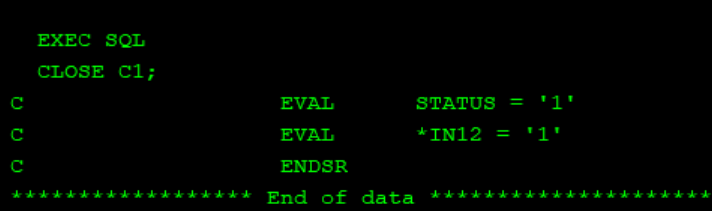 EXEC SQL
CLOSE C1;
C EVAL STATUS = '1'
C EVAL *IN12 = '1'
C ENDSR
****************** End of data *********************